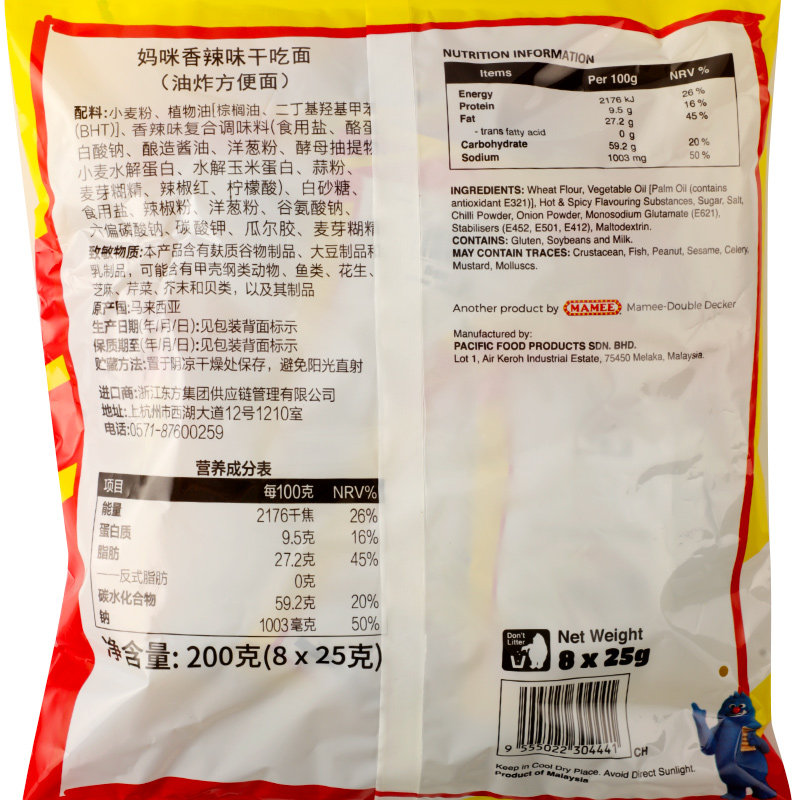 妈咪香辣味干吃面
（油炸方便面）
配料:小麦粉、植物油[棕榈油、二丁基羟基甲苯
(BHT)]、香辣味复合调味料(食用盐、酪蛋
白酸钠、酿造酱油、洋葱粉、酵母抽提物
小麦水解蛋白、水解玉米蛋白、蒜粉、
麦芽糊精、辣椒红、柠檬酸)、白砂糖、
食用盐、辣椒粉、洋葱粉、谷氨酸钠、
六偏磷酸钠、碳酸钾、瓜尔胶、麦芽糊精
致敏物质:本产品含有麸质谷物制品、大豆制品和
乳制品，可能含有甲壳纲类动物、鱼类、花生、
芝麻、芹菜、芥末和贝类，以及其制品
原产国:马来西亚
生产日期(年/月/日):见包装背面标示
保质期至(年/月/日):见包装背面标示
贮藏方法:置于阴凉干燥处保存，避免阳光直射
进口商:浙江东方集团供应链管理有限公司
地址:上杭州市西湖大道12号1210室
电话:0571-87600259
营养成分表
项目 每100克 NRV%
能量 2176千焦 26%
蛋白质 9.5克 16%
脂肪 27.2克 45%
——反式脂肪 0克
碳水化合物 59.2克 20%
钠 1003毫克 50%
净含量: 200克(8 x 25克)
NUTRITION INFORMATION
Items Per 100g NRV %
Energy 2176 kJ 26 %
Protein 9.5 g 16 %
Fat 27.2 g 45 %
- trans fatty acid 0 g
Carbohydrate 59.2 g 20 %
Sodium 1003 mg 50 %
INGREDIENTS: Wheat Flour, Vegetable Oil [Palm Oil (contains
antioxidant E321)], Hot & Spicy Flavouring Substances, Sugar, Salt,
Chilli Powder, Onion Powder, Monosodium Glutamate (E621),
Stabilisers (E452, E501, E412), Maltodextrin.
CONTAINS: Gluten, Soybeans and Milk.
MAY CONTAIN TRACES: Crustacean, Fish, Peanut, Sesame, Celery,
Mustard, Molluscs.
Another product by MAMEE Mamee-Double Decker
Manufactured by:
PACIFIC FOOD PRODUCTS SDN. BHD.
Lot 1, Air Keroh Industrial Estate, 75450 Melaka, Malaysia.
Don't
Litter
Net Weight
8 x 25g
9 555022 304441 CH
Keep in Cool Dry Place. Avoid Direct Sunlight.
Product of Malaysia